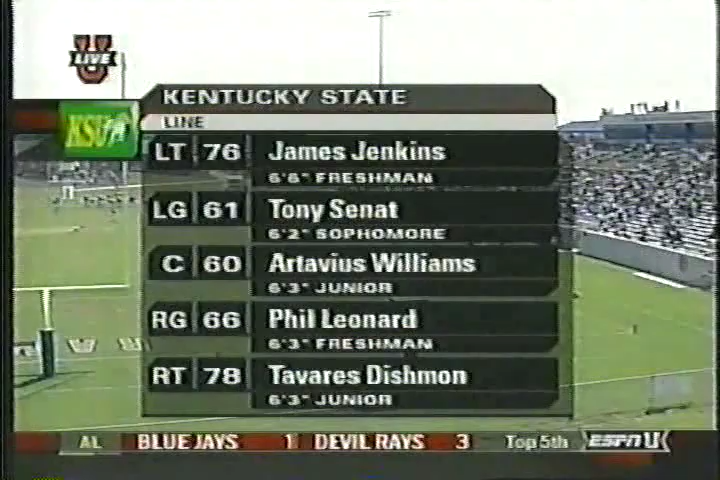 U
LIVE
KENTUCKY STATE
KSU
LINE
LT 76 James Jenkins
6'6" FRESHMAN
LG 61 Tony Senat
6'2" SOPHOMORE
C 60 Artavius Williams
6'3" JUNIOR
RG 66 Phil Leonard
6'3" FRESHMAN
RT 78 Tavares Dishmon
6'3" JUNIOR
AL BLUE JAYS 1 DEVIL RAYS 3 Top 5th ESPNU